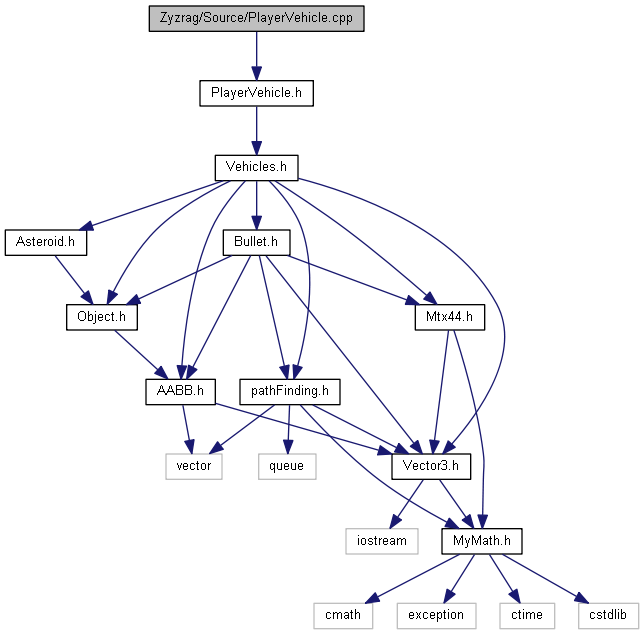 Zyzrag/Source/PlayerVehicle.cpp
PlayerVehicle.h
Vehicles.h
Asteroid.h
Bullet.h
Object.h
Mtx44.h
AABB.h
pathFinding.h
vector
queue
Vector3.h
iostream
MyMath.h
cmath
exception
ctime
cstdlib